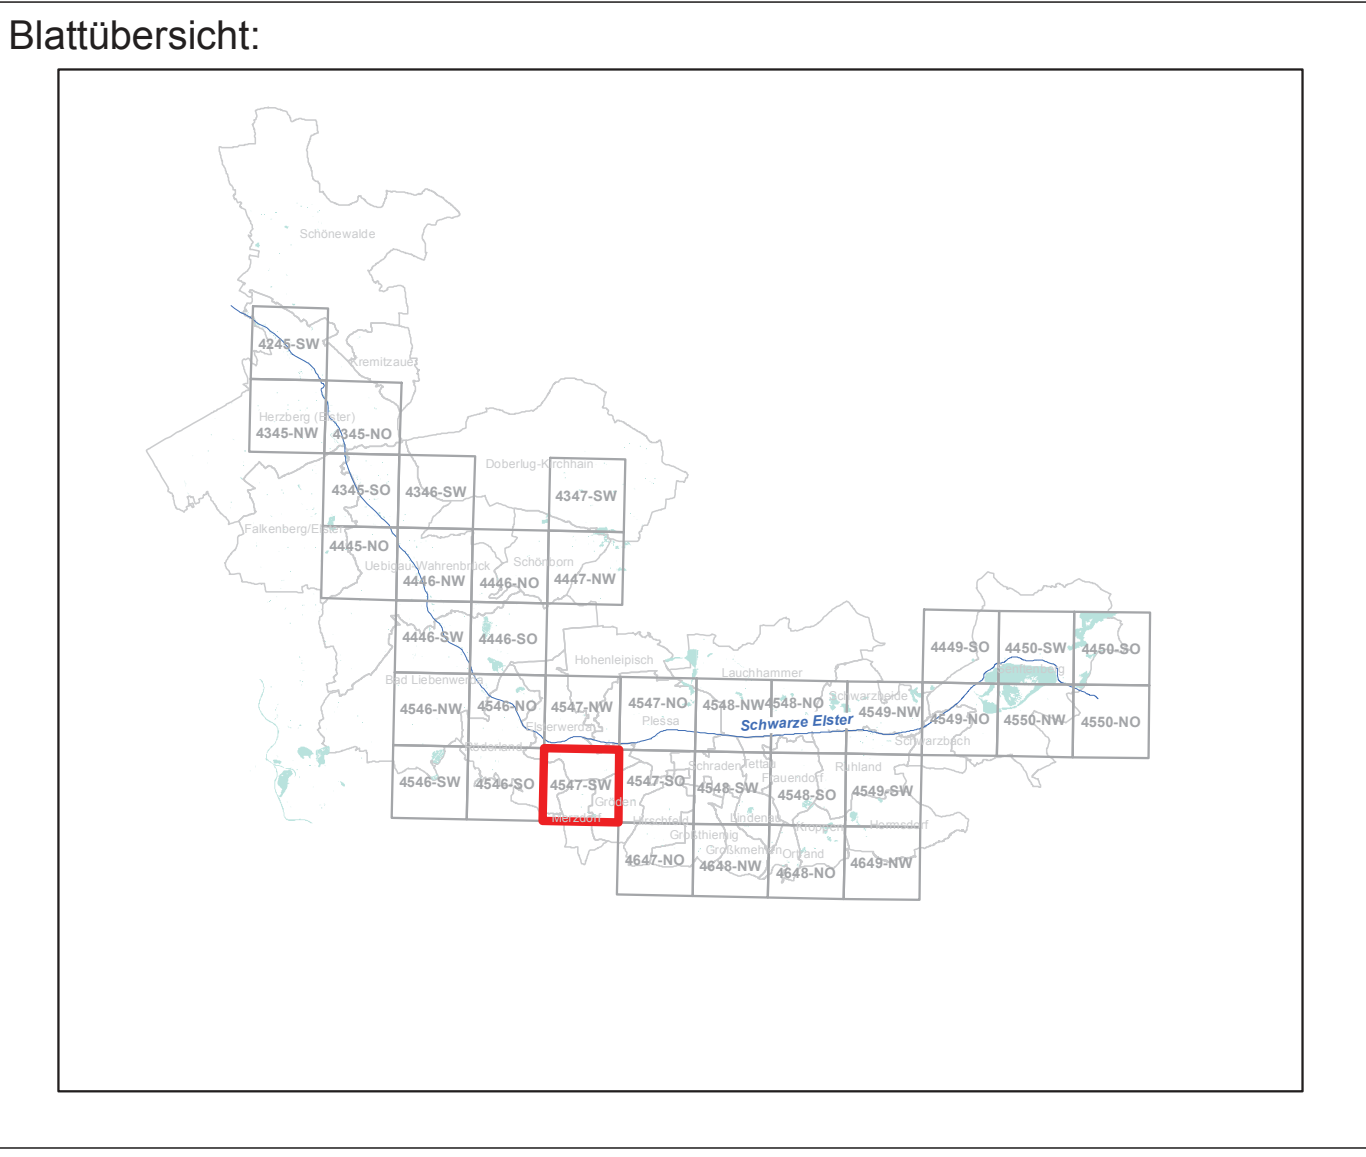 Blattübersicht:
Schönewalde
4245-SW
Kremitzaue
Herzberg (Elster)
4345-NW
4345-NO
Doberlug-Kirchhain
4345-SO
4346-SW
4347-SW
Falkenberg/Elster
4445-NO
Uebigau-Wahrenbrück
Schönborn
4446-NW
4446-NO
4447-NW
4446-SW
4446-SO
4449-SO
4450-SW
4450-SO
Hohenleipisch
Lauchhammer
Bad Liebenwerda
4546-NW
4546-NO
4547-NW
4547-NO
4548-NW
4548-NO
Schwarzheide
4549-NW
4549-NO
4550-NW
4550-NO
Elsterwerda
Plessa
Schwarze Elster
Schwarzbach
Röderland
4546-SW
4546-SO
4547-SW
4547-SO
Schraden
Tettau
Frauendorf
Ruhland
4548-SW
4548-SO
4549-SW
Gröden
Merzdorf
Hirschfeld
Lindenau
Kroppen
Hermsdorf
Großthiemig
Großkmehlen
Ortrand
4647-NO
4648-NW
4648-NO
4649-NW